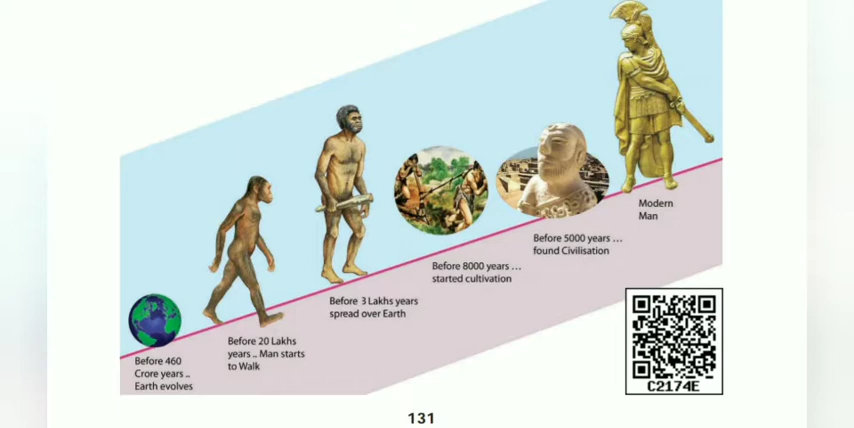 Before 460
Crore years ..
Earth evolves
Before 20 Lakhs
years .. Man starts
to Walk
Before 3 Lakhs years
spread over Earth
Before 8000 years ...
started cultivation
Before 5000 years ...
found Civilisation
Modern
Man
C2174E
131